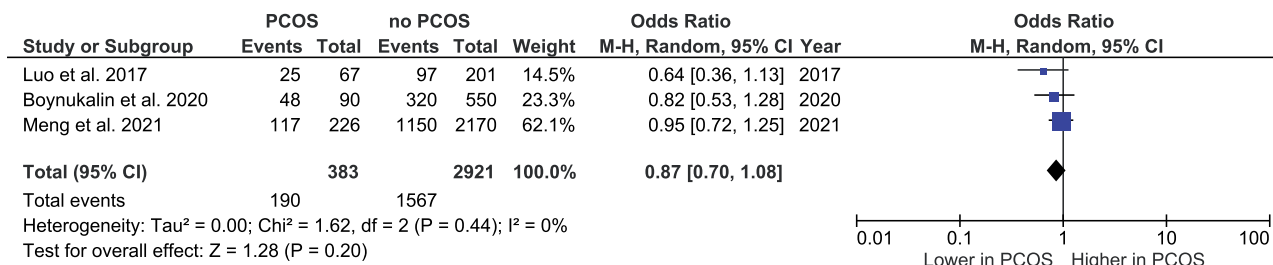 PCOS no PCOS Odds Ratio Odds Ratio
Study or Subgroup Events Total Events Total Weight M-H, Random, 95% CI Year M-H, Random, 95% CI
Luo et al. 2017 25 67 97 201 14.5% 0.64 [0.36, 1.13] 2017
Boynukalin et al. 2020 48 90 320 550 23.3% 0.82 [0.53, 1.28] 2020
Meng et al. 2021 117 226 1150 2170 62.1% 0.95 [0.72, 1.25] 2021
Total (95% CI) 383 2921 100.0% 0.87 [0.70, 1.08]
Total events 190 1567
Heterogeneity: Tau² = 0.00; Chi² = 1.62, df = 2 (P = 0.44); I² = 0%
Test for overall effect: Z = 1.28 (P = 0.20)
0.01 0.1 1 10 100
Lower in PCOS Higher in PCOS